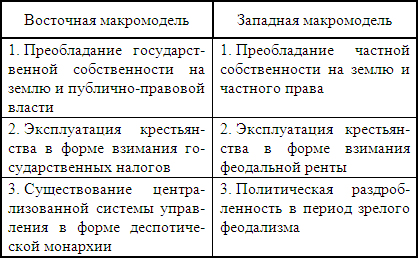 Восточная макромодель
Западная макромодель
1. Преобладание государст-
венной собственности на
землю и публично-правовой
власти
1. Преобладание частной
собственности на землю и
частного права
2. Эксплуатация крестьян-
ства в форме взимания го-
сударственных налогов
2. Эксплуатация крестьян-
ства в форме взимания
феодальной ренты
3. Существование центра-
лизованной системы управ-
ления в форме деспотиче-
ской монархии
3. Политическая раздроб-
ленность в период зрелого
феодализма